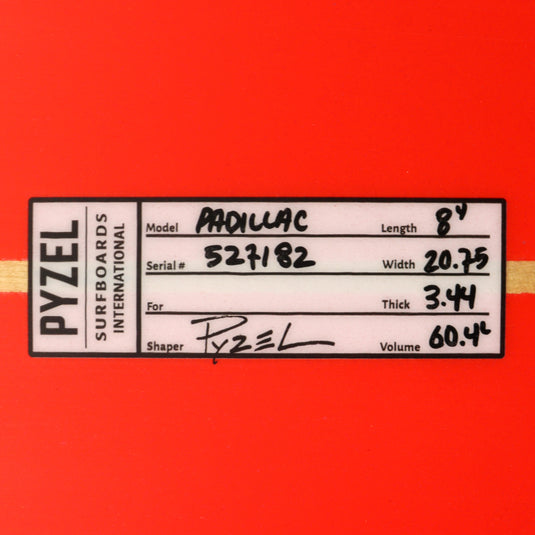 PYZEL
SURFBOARDS
INTERNATIONAL
Model PADILLAC Length 8'4
Serial # 527182 Width 20.75
For Thick 3.44
Shaper PYZEL Volume 60.4L